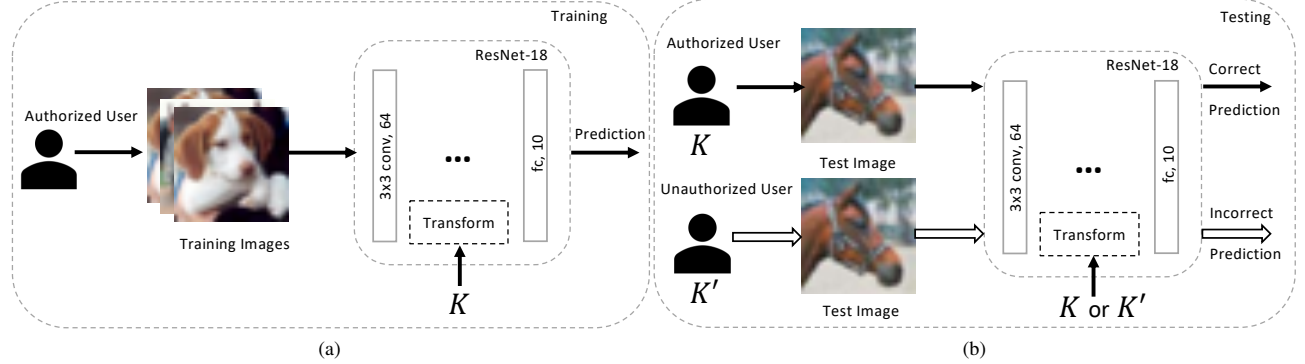 Training
ResNet-18
Authorized User
3x3 conv, 64
...
fc, 10
Prediction
Transform
Training Images
K
(a)
Testing
Authorized User
K
Test Image
Unauthorized User
K′
Test Image
ResNet-18
3x3 conv, 64
...
fc, 10
Transform
K or K′
Correct
Prediction
Incorrect
Prediction
(b)